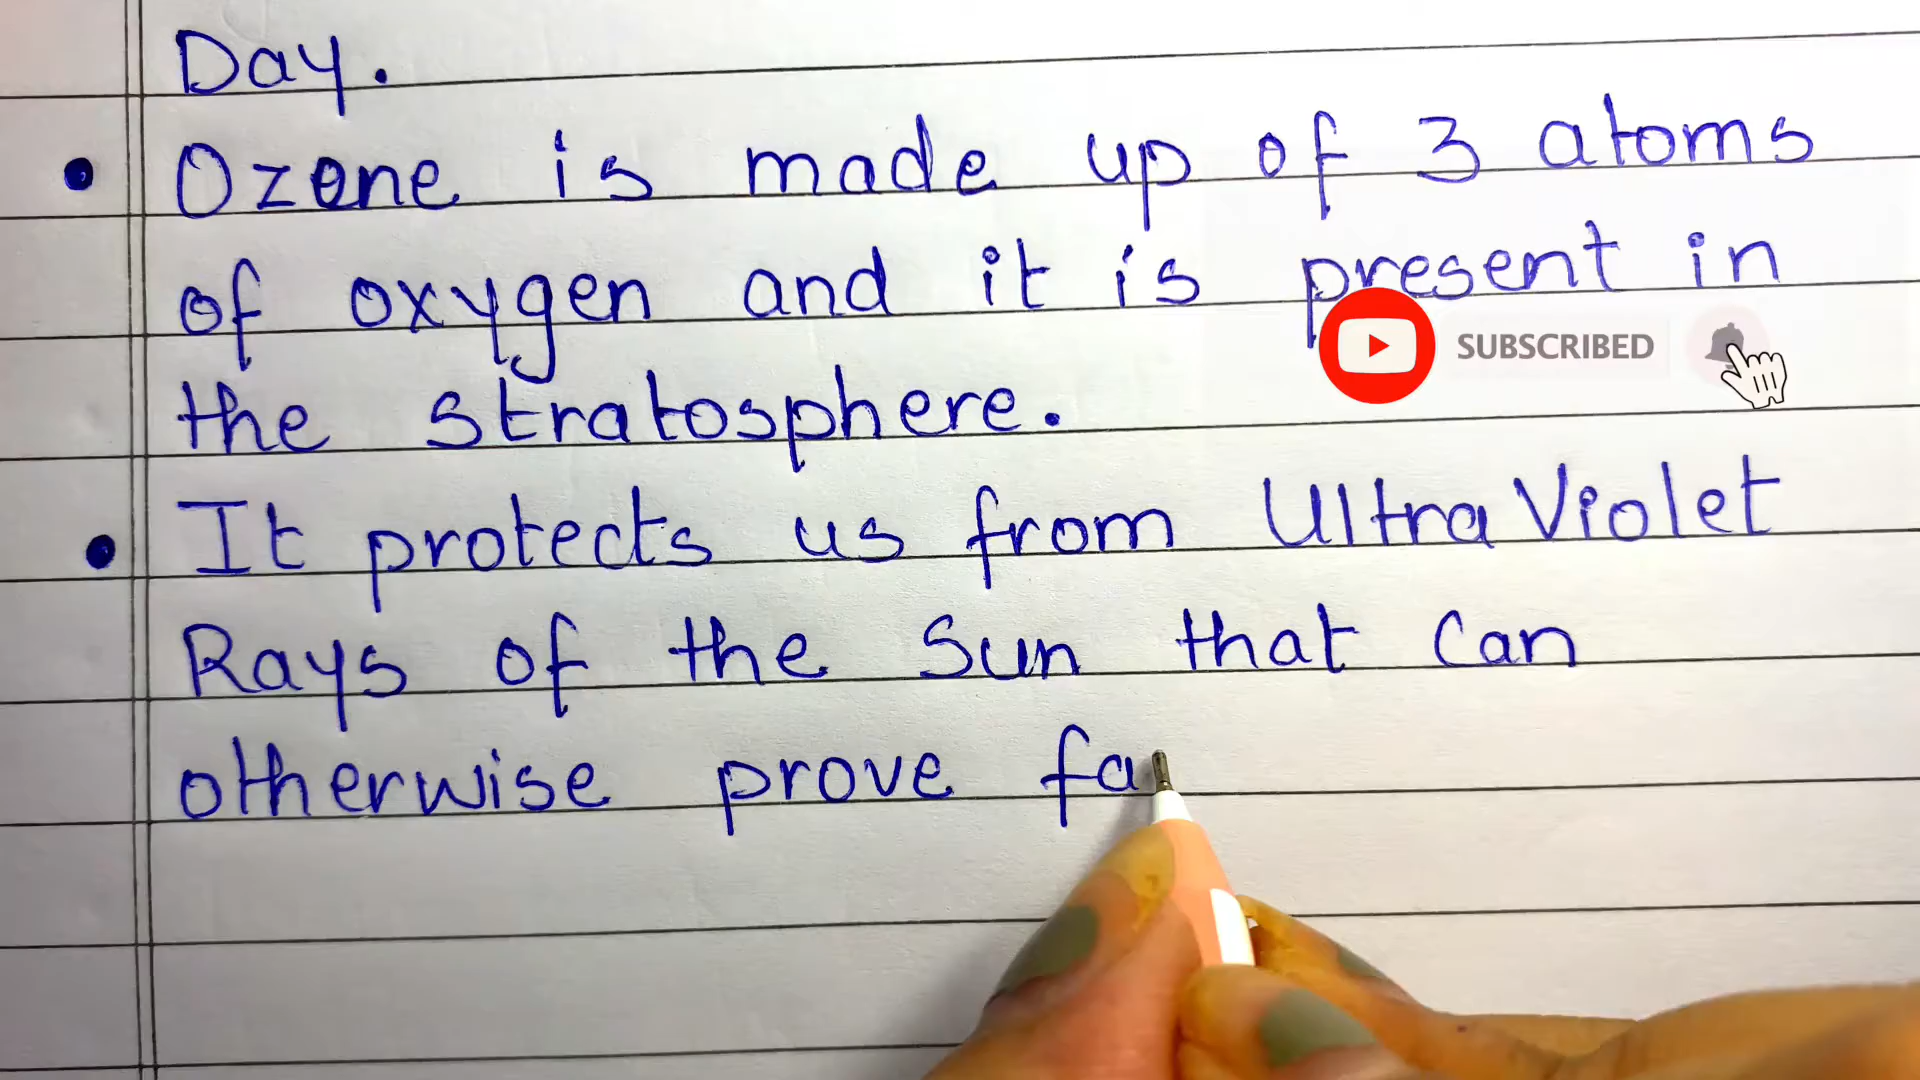 Day.
• Ozone is made up of 3 atoms
of oxygen and it is present in
SUBSCRIBED
the stratosphere.
• It protects us from Ultra Violet
Rays of the Sun that can
otherwise prove fa